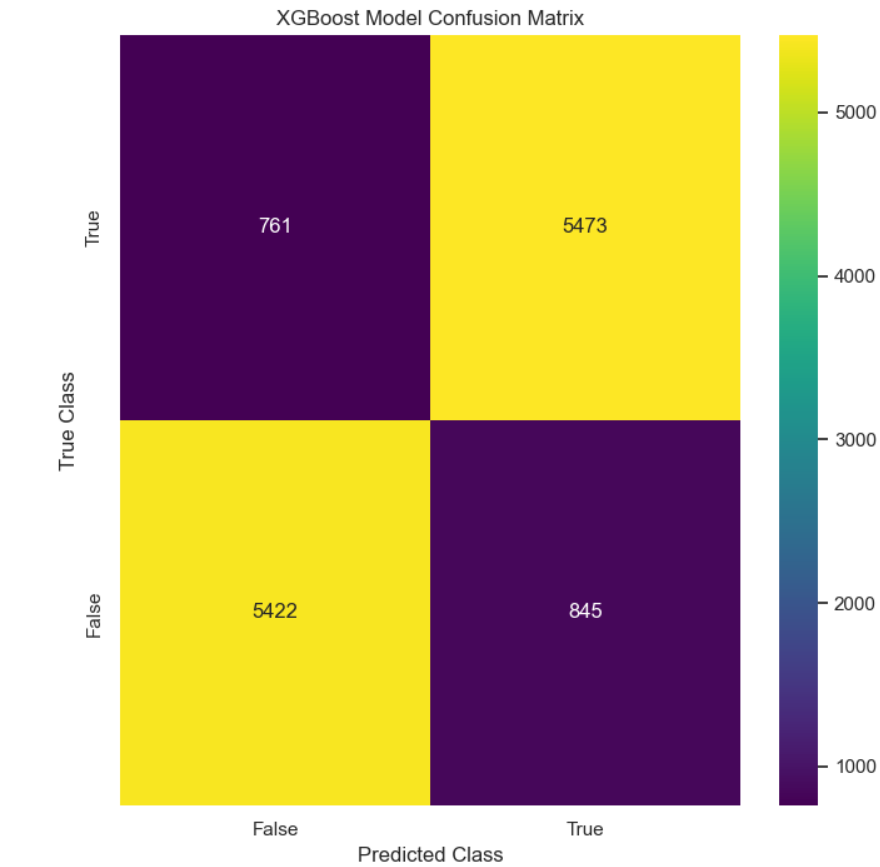 XGBoost Model Confusion Matrix
True Class
True
761
5473
False
5422
845
False
True
Predicted Class
5000
4000
3000
2000
1000